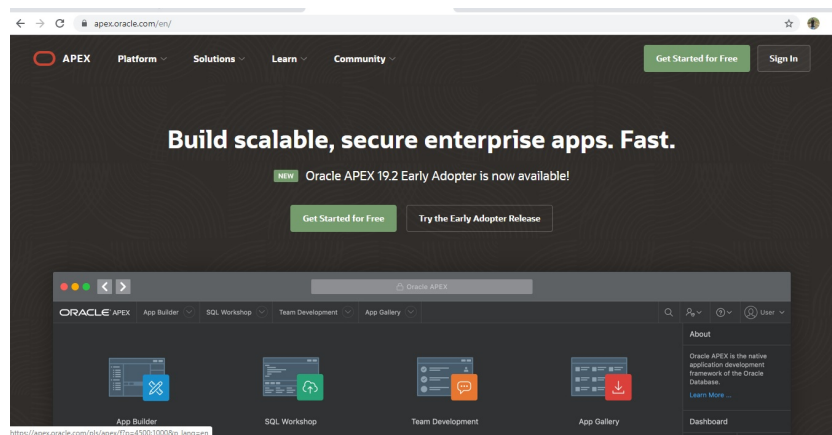 apex.oracle.com/en/
APEX Platform Solutions Learn Community Get Started for Free Sign In
Build scalable, secure enterprise apps. Fast.
NEW Oracle APEX 19.2 Early Adopter is now available!
Get Started for Free Try the Early Adopter Release
Oracle APEX
ORACLE APEX App Builder SQL Workshop Team Development App Gallery User
About
Oracle APEX is the native
application development
framework of the Oracle
Database.
Learn More ...
App Builder SQL Workshop Team Development App Gallery Dashboard
https://apex.oracle.com/pls/apex/f?p=4500:1000&p_lang=en